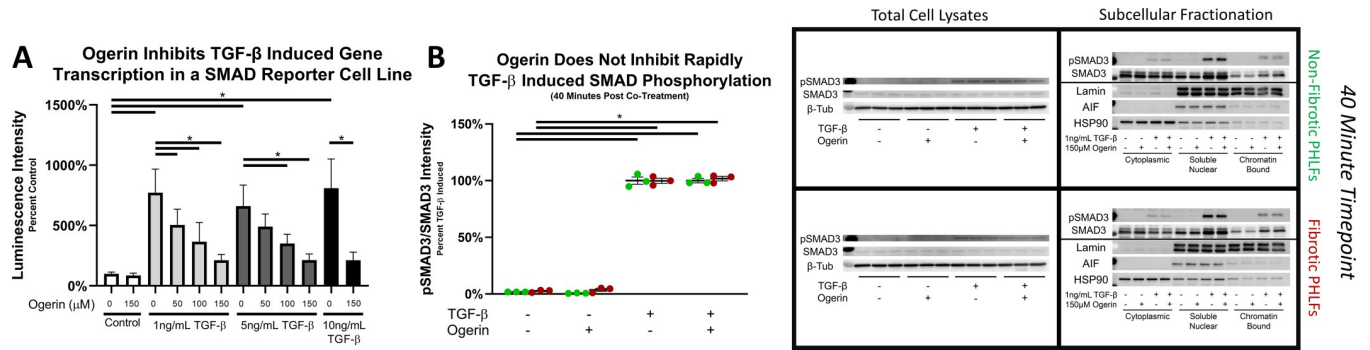 A
Ogerin Inhibits TGF-β Induced Gene
Transcription in a SMAD Reporter Cell Line
Luminescence Intensity
Percent Control
1500%
1000%
500%
0%
*
*
*
*
Ogerin (μM)
0 150 0 50 100 150 0 50 100 150 0 150
Control 1ng/mL TGF-β 5ng/mL TGF-β 10ng/mL
TGF-β
B
Ogerin Does Not Inhibit Rapidly
TGF-β Induced SMAD Phosphorylation
(40 Minutes Post Co-Treatment)
pSMAD3/SMAD3 Intensity
Percent TGF-β Induced
150%
100%
50%
0%
*
TGF-β - - + +
Ogerin - + - +
Total Cell Lysates
pSMAD3
SMAD3
β-Tub
TGF-β - - + +
Ogerin - + - +
pSMAD3
SMAD3
β-Tub
TGF-β - - + +
Ogerin - + - +
Subcellular Fractionation
pSMAD3
SMAD3
Lamin
AIF
HSP90
1ng/mL TGF-β - - + + - - + + - - + +
150μM Ogerin - + - + - + - + - + - +
Cytoplasmic Soluble Chromatin
Nuclear Bound
pSMAD3
SMAD3
Lamin
AIF
HSP90
1ng/mL TGF-β - - + + - - + + - - + +
150μM Ogerin - + - + - + - + - + - +
Cytoplasmic Soluble Chromatin
Nuclear Bound
Non-Fibrotic PHLFs
Fibrotic PHLFs
40 Minute Timepoint